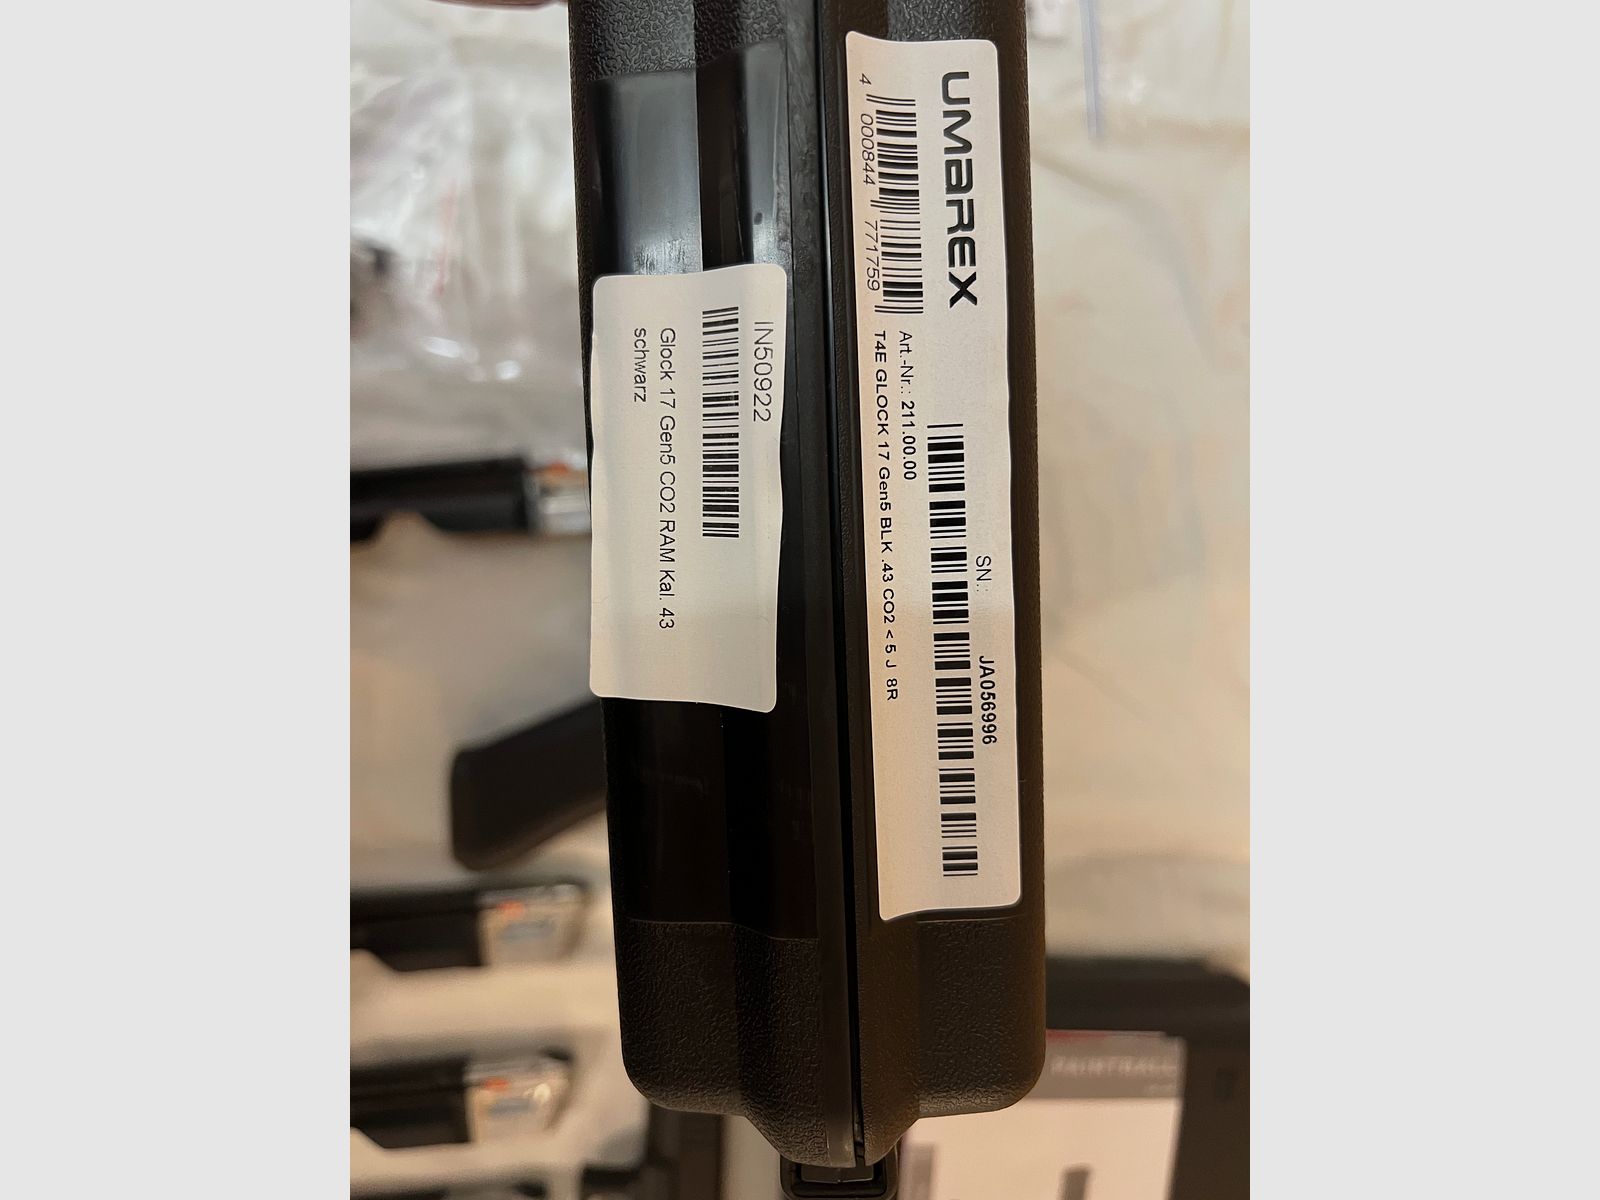 UMAREX
4 000844 771759
Art.-Nr.: 211.00.00
T4E GLOCK 17 Gen5 BLK .43 CO2 < 5 J 8R
SN.: JA056996
IN50922
Glock 17 Gen5 CO2 RAM Kal. 43
schwarz
PAINTBALL